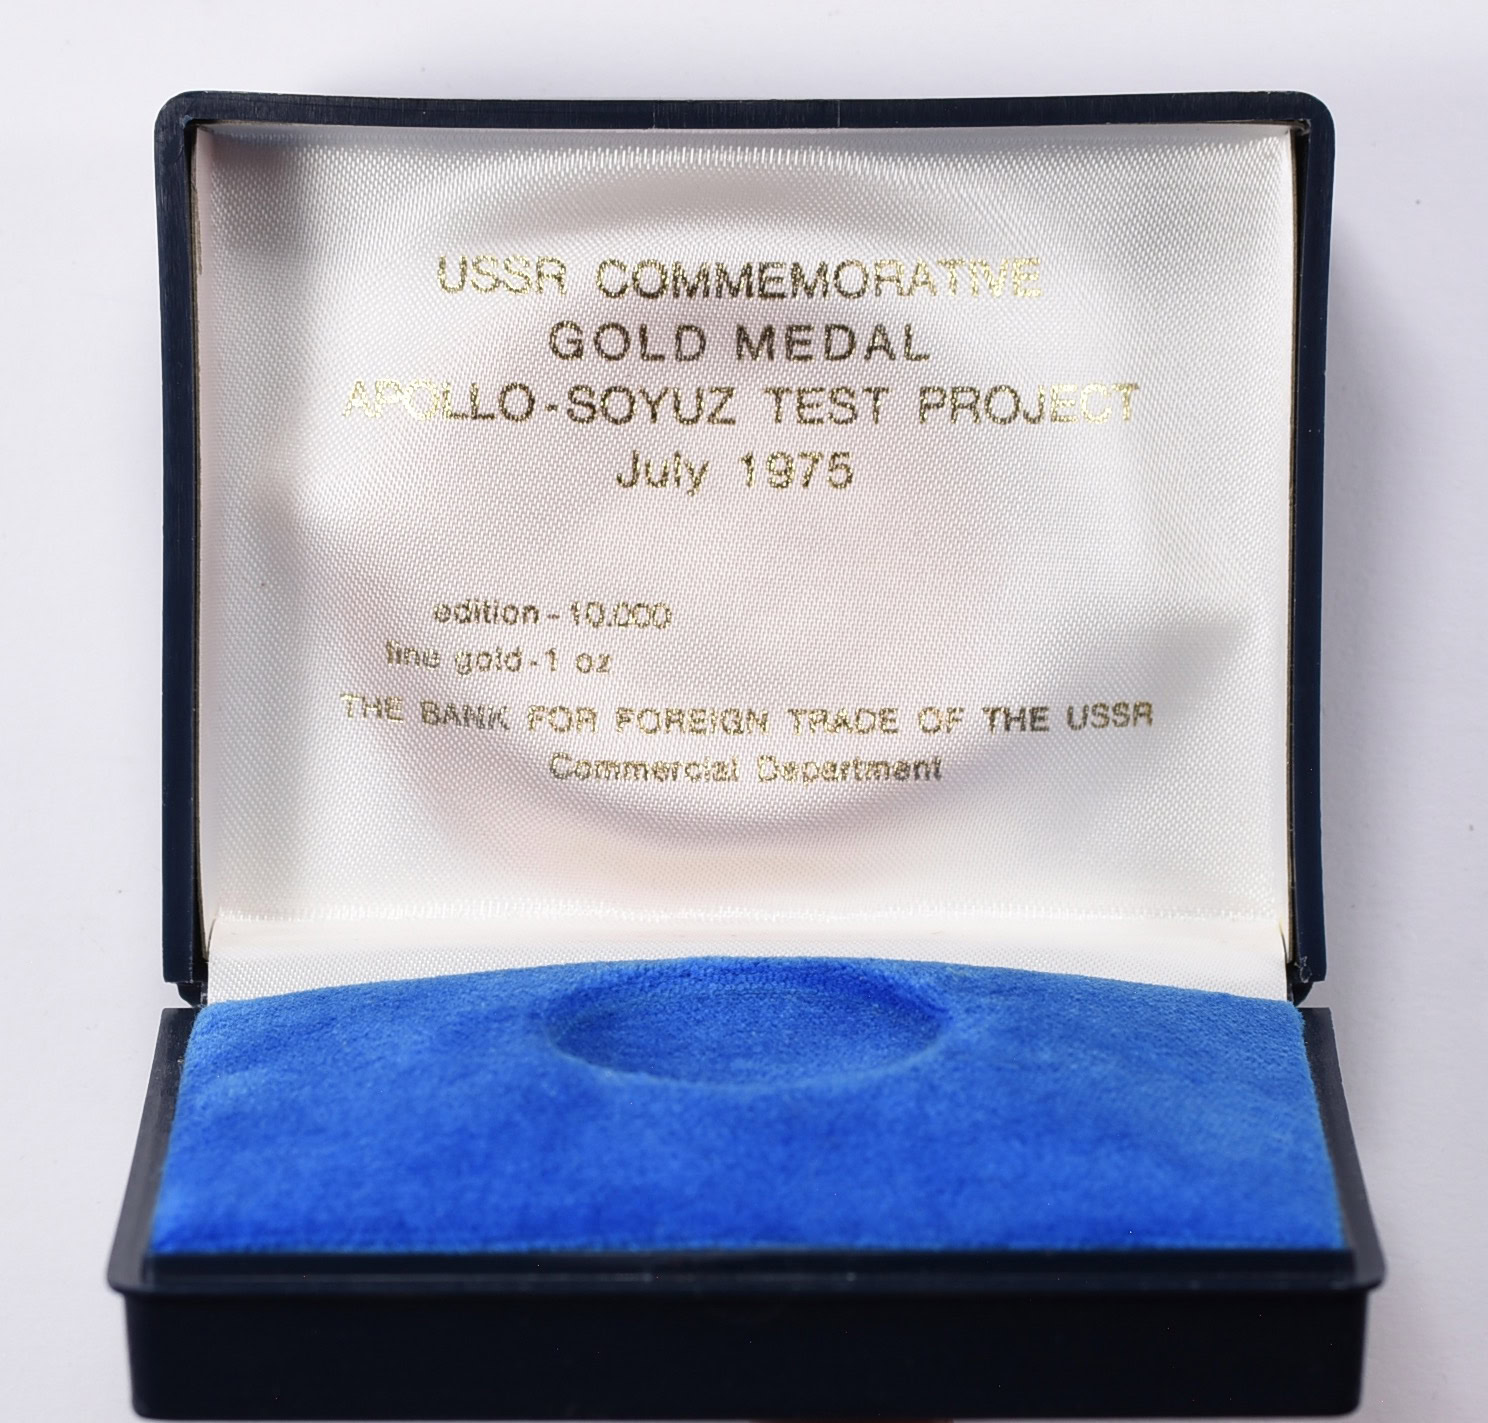 USSR COMMEMORATIVE
GOLD MEDAL
APOLLO-SOYUZ TEST PROJECT
July 1975
edition - 10.000
fine gold - 1 oz
THE BANK FOR FOREIGN TRADE OF THE USSR
Commercial Department